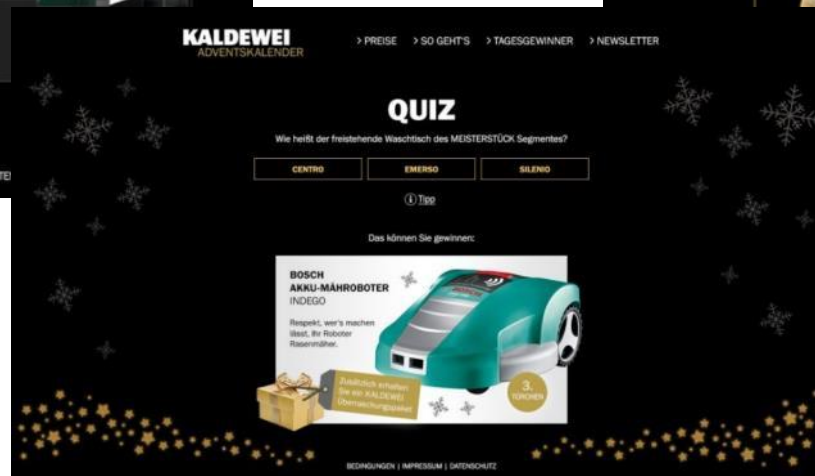 KALDEWEI
ADVENTSKALENDER
> PREISE > SO GEHT'S > TAGESGEWINNER > NEWSLETTER
QUIZ
Wie heißt der freistehende Waschtisch des MEISTERSTÜCK Segmentes?
CENTRO EMERSO SILENIO
i Tipp
Das können Sie gewinnen:
BOSCH
AKKU-MÄHROBOTER
INDEGO
Respekt, wer's machen
lässt, Ihr Roboter
Rasenmäher.
Zusätzlich erhalten
Sie ein KALDEWEI
Überraschungspaket
3.
BEDINGUNGEN | IMPRESSUM | DATENSCHUTZ